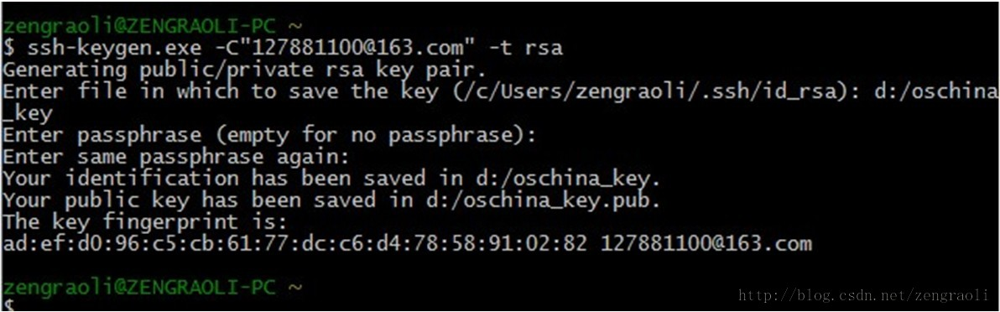 zengraoli@ZENGRAOLI-PC ~
$ ssh-keygen.exe -C"127881100@163.com" -t rsa
Generating public/private rsa key pair.
Enter file in which to save the key (/c/Users/zengraoli/.ssh/id_rsa): d:/oschina
_key
Enter passphrase (empty for no passphrase):
Enter same passphrase again:
Your identification has been saved in d:/oschina_key.
Your public key has been saved in d:/oschina_key.pub.
The key fingerprint is:
ad:ef:d0:96:c5:cb:61:77:dc:c6:d4:78:58:91:02:82 127881100@163.com
zengraoli@ZENGRAOLI-PC ~
$
http://blog.csdn.net/zengraoli